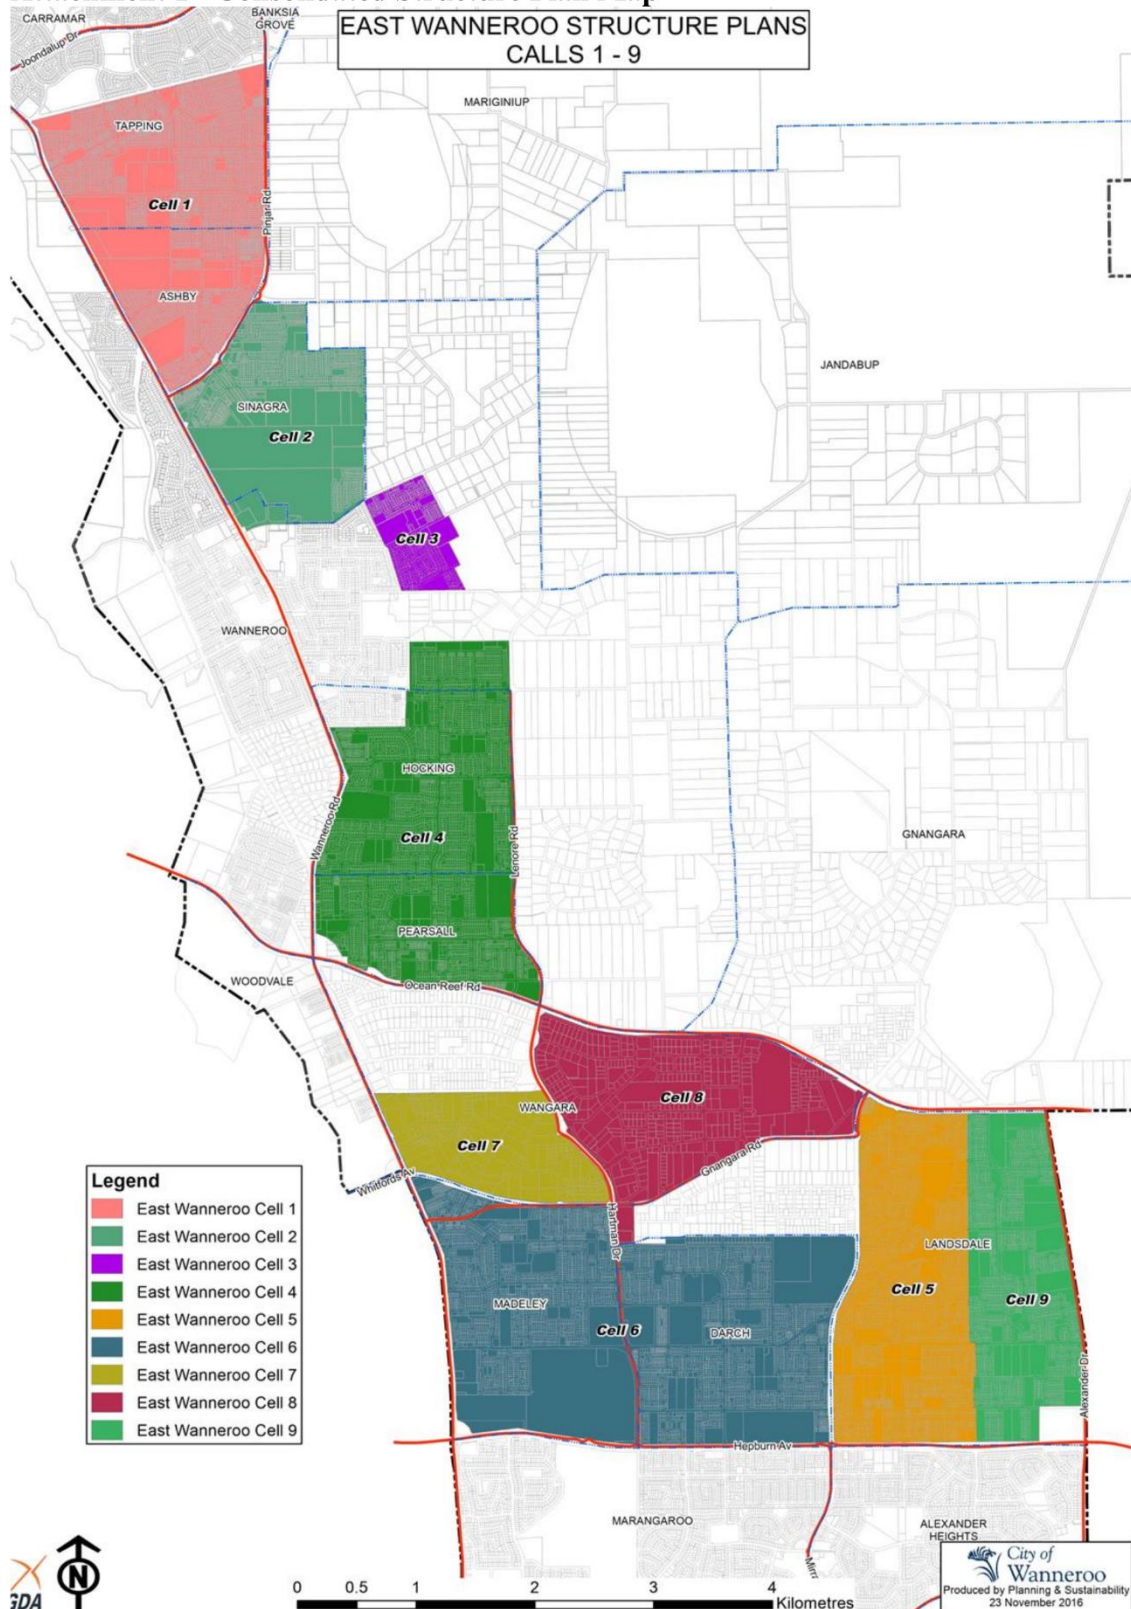 EAST WANNEROO STRUCTURE PLANS
CALLS 1 - 9
CARRAMAR
BANKSIA
GROVE
Joondalup Dr
MARIGINIUP
TAPPING
Cell 1
Pinjar Rd
ASHBY
JANDABUP
SINAGRA
Cell 2
Cell 3
WANNEROO
HOCKING
Wanneroo Rd
Cell 4
Lenore Rd
GNANGARA
PEARSALL
WOODVALE
Ocean Reef Rd
Cell 8
WANGARA
Cell 7
Gnangara Rd
Whitfords Av
Hartman Dr
LANDSDALE
Cell 5
Cell 9
MADELEY
Cell 6
DARCH
Alexander Dr
Hepburn Av
MARANGAROO
ALEXANDER
HEIGHTS
Legend
East Wanneroo Cell 1
East Wanneroo Cell 2
East Wanneroo Cell 3
East Wanneroo Cell 4
East Wanneroo Cell 5
East Wanneroo Cell 6
East Wanneroo Cell 7
East Wanneroo Cell 8
East Wanneroo Cell 9
GDA
N
0 0.5 1 2 3 4
Kilometres
City of
Wanneroo
Produced by Planning & Sustainability
23 November 2016